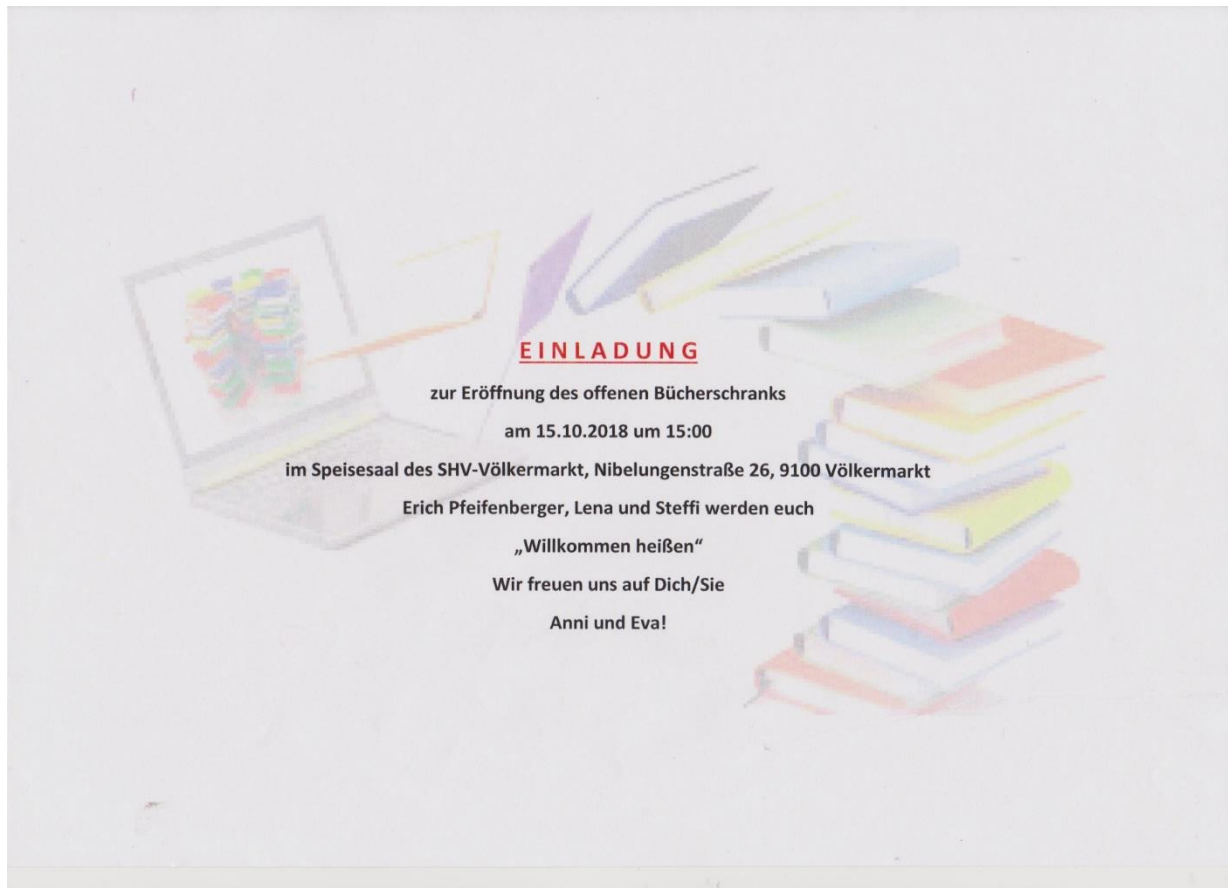 EINLADUNG
zur Eröffnung des offenen Bücherschranks
am 15.10.2018 um 15:00
im Speisesaal des SHV-Völkermarkt, Nibelungenstraße 26, 9100 Völkermarkt
Erich Pfeifenberger, Lena und Steffi werden euch
„Willkommen heißen“
Wir freuen uns auf Dich/Sie
Anni und Eva!